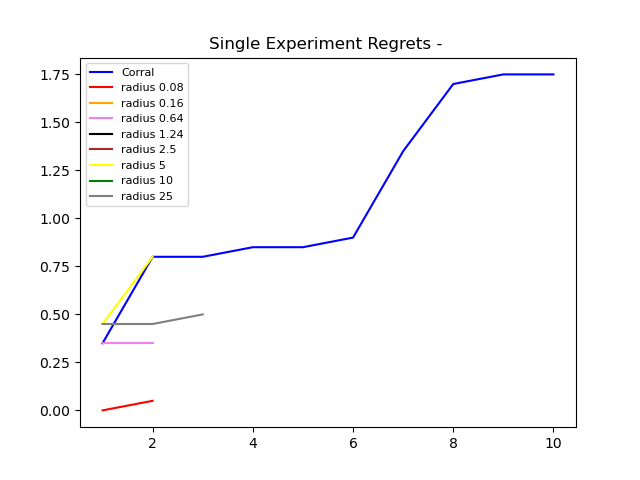 Single Experiment Regrets -
Corral
radius 0.08
radius 0.16
radius 0.64
radius 1.24
radius 2.5
radius 5
radius 10
radius 25
1.75
1.50
1.25
1.00
0.75
0.50
0.25
0.00
2 4 6 8 10